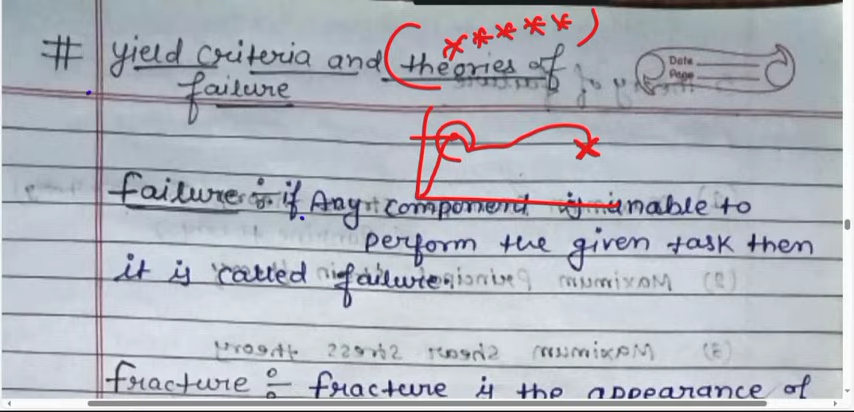 # yield criteria and (theories of
failure
*****)
Date
Page
failure :- if Any component is unable to
perform the given task then
it is called failure.
fracture :- fracture is the appearance of